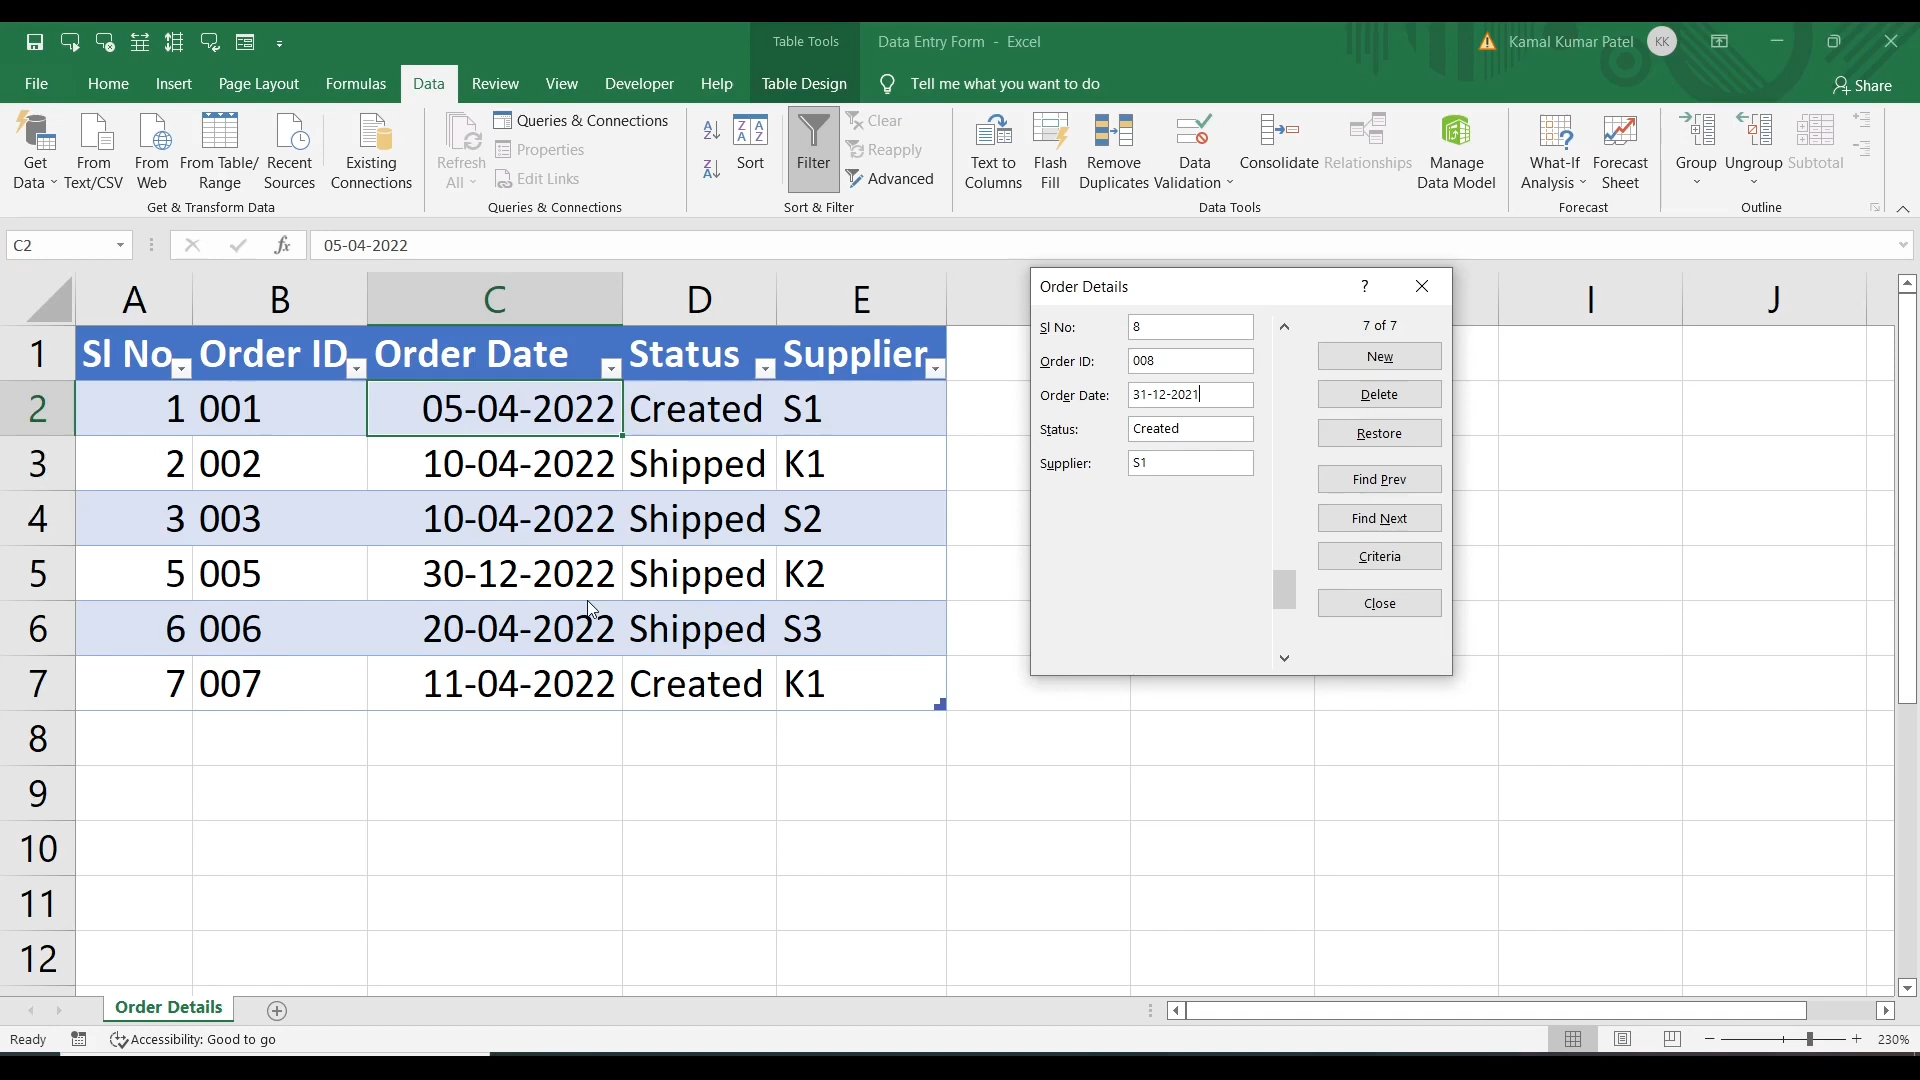 Table Tools
Data Entry Form - Excel
Kamal Kumar Patel
KK
File
Home
Insert
Page Layout
Formulas
Data
Review
View
Developer
Help
Table Design
Tell me what you want to do
Share
Get Data
From Text/CSV
From Web
From Table/ Range
Recent Sources
Existing Connections
Get & Transform Data
Refresh All
Queries & Connections
Properties
Edit Links
Queries & Connections
Sort
Filter
Clear
Reapply
Advanced
Sort & Filter
Text to Columns
Flash Fill
Remove Duplicates
Data Validation
Consolidate
Relationships
Manage Data Model
Data Tools
What-If Analysis
Forecast Sheet
Forecast
Group
Ungroup
Subtotal
Outline
C2
fx
05-04-2022
A B C D E I J
1 Sl No Order ID Order Date Status Supplier
2 1 001 05-04-2022 Created S1
3 2 002 10-04-2022 Shipped K1
4 3 003 10-04-2022 Shipped S2
5 5 005 30-12-2022 Shipped K2
6 6 006 20-04-2022 Shipped S3
7 7 007 11-04-2022 Created K1
8
9
10
11
12
Order Details
?
Sl No: 8
Order ID: 008
Order Date: 31-12-2021
Status: Created
Supplier: S1
7 of 7
New
Delete
Restore
Find Prev
Find Next
Criteria
Close
Order Details
Ready
Accessibility: Good to go
230%